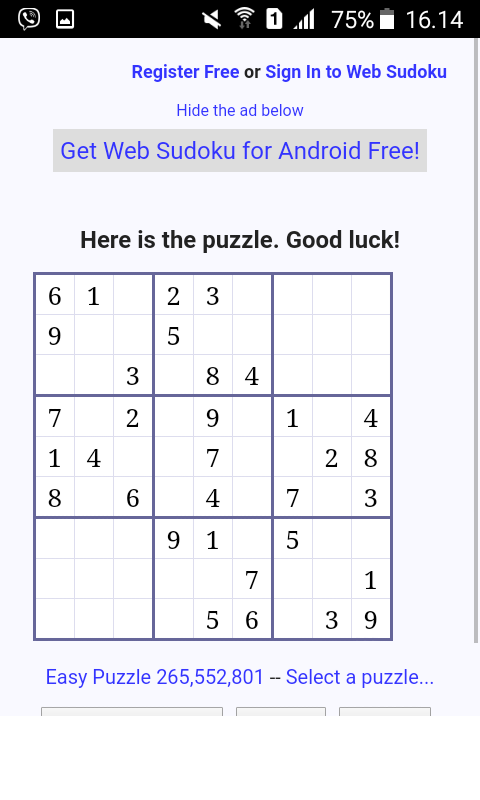 1 75% 16.14
Register Free or Sign In to Web Sudoku
Hide the ad below
Get Web Sudoku for Android Free!
Here is the puzzle. Good luck!
6 1 2 3
9 5
3 8 4
7 2 9 1 4
1 4 7 2 8
8 6 4 7 3
9 1 5
7 1
5 6 3 9
Easy Puzzle 265,552,801 -- Select a puzzle...